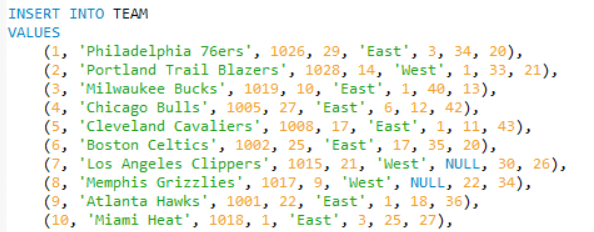 INSERT INTO TEAM
VALUES
(1, 'Philadelphia 76ers', 1026, 29, 'East', 3, 34, 20),
(2, 'Portland Trail Blazers', 1028, 14, 'West', 1, 33, 21),
(3, 'Milwaukee Bucks', 1019, 10, 'East', 1, 40, 13),
(4, 'Chicago Bulls', 1005, 27, 'East', 6, 12, 42),
(5, 'Cleveland Cavaliers', 1008, 17, 'East', 1, 11, 43),
(6, 'Boston Celtics', 1002, 25, 'East', 17, 35, 20),
(7, 'Los Angeles Clippers', 1015, 21, 'West', NULL, 30, 26),
(8, 'Memphis Grizzlies', 1017, 9, 'West', NULL, 22, 34),
(9, 'Atlanta Hawks', 1001, 22, 'East', 1, 18, 36),
(10, 'Miami Heat', 1018, 1, 'East', 3, 25, 27),